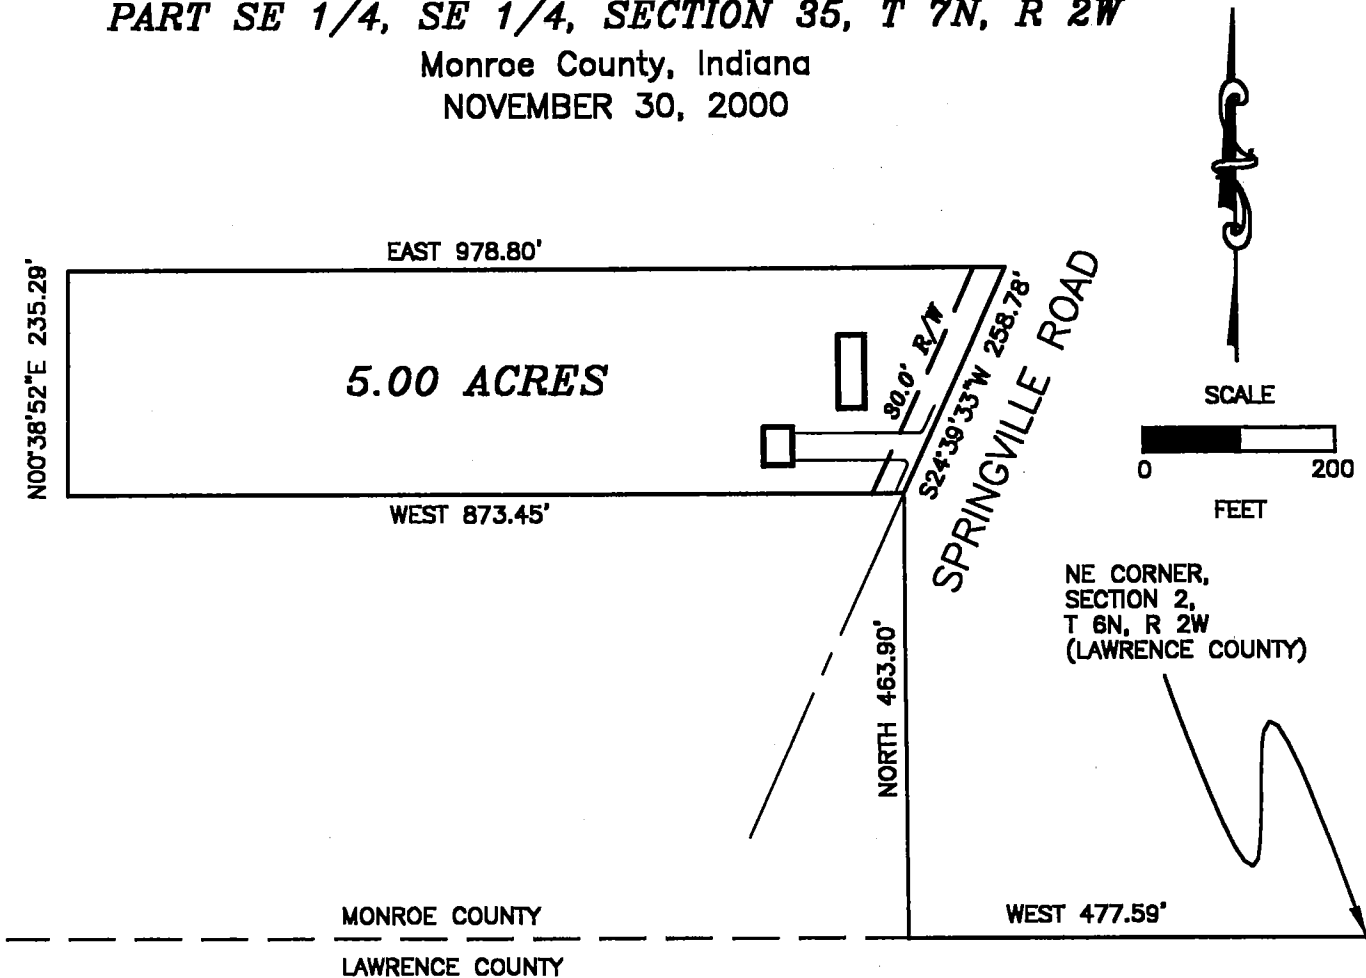 PART SE 1/4, SE 1/4, SECTION 35, T 7N, R 2W
Monroe County, Indiana
NOVEMBER 30, 2000
EAST 978.80'
N00°38'52"E 235.29'
5.00 ACRES
80.0' R/W
S24°39'33"W 258.78'
SPRINGVILLE ROAD
WEST 873.45'
SCALE
0 200
FEET
NE CORNER,
SECTION 2,
T 6N, R 2W
(LAWRENCE COUNTY)
NORTH 463.90'
WEST 477.59'
MONROE COUNTY
LAWRENCE COUNTY